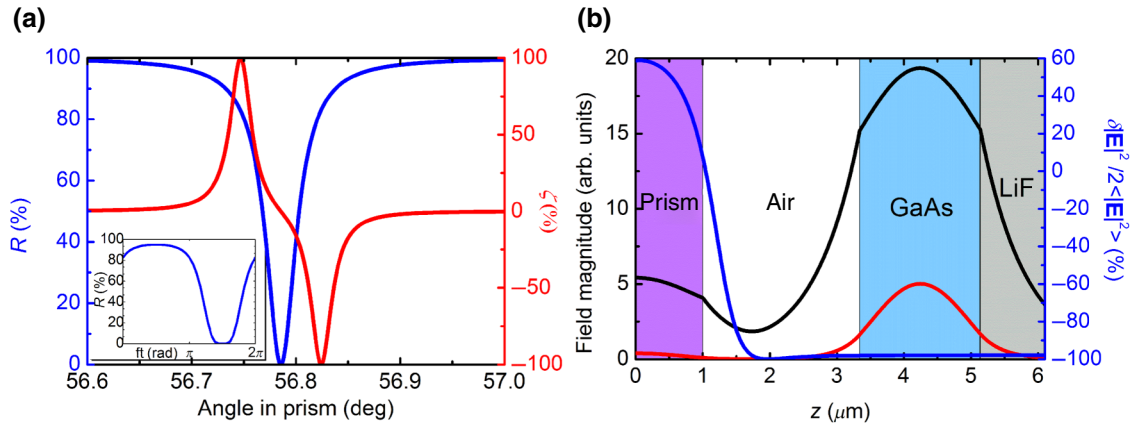 (a)
100
80
60
40
20
0
R (%)
100
50
0
−50
−100
ζ(%)
100
80
60
40
20
0
R (%)
ft (rad)
π
2π
56.6
56.7
56.8
56.9
57.0
Angle in prism (deg)
(b)
20
15
10
5
0
Field magnitude (arb. units)
Prism
Air
GaAs
LiF
60
40
20
0
−20
−40
−60
−80
−100
δ|E|²/2<|E|²> (%)
0
1
2
3
4
5
6
z (μm)